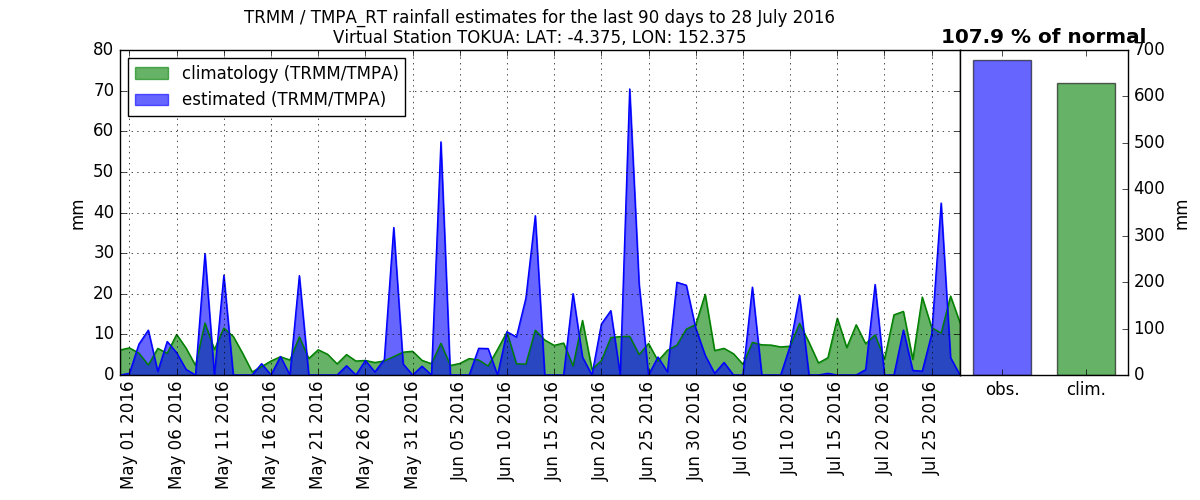 TRMM / TMPA_RT rainfall estimates for the last 90 days to 28 July 2016
Virtual Station TOKUA: LAT: -4.375, LON: 152.375
107.9 % of normal
climatology (TRMM/TMPA)
estimated (TRMM/TMPA)
mm
80
70
60
50
40
30
20
10
0
May 01 2016
May 06 2016
May 11 2016
May 16 2016
May 21 2016
May 26 2016
May 31 2016
Jun 05 2016
Jun 10 2016
Jun 15 2016
Jun 20 2016
Jun 25 2016
Jun 30 2016
Jul 05 2016
Jul 10 2016
Jul 15 2016
Jul 20 2016
Jul 25 2016
obs.
clim.
700
600
500
400
300
200
100
0
mm